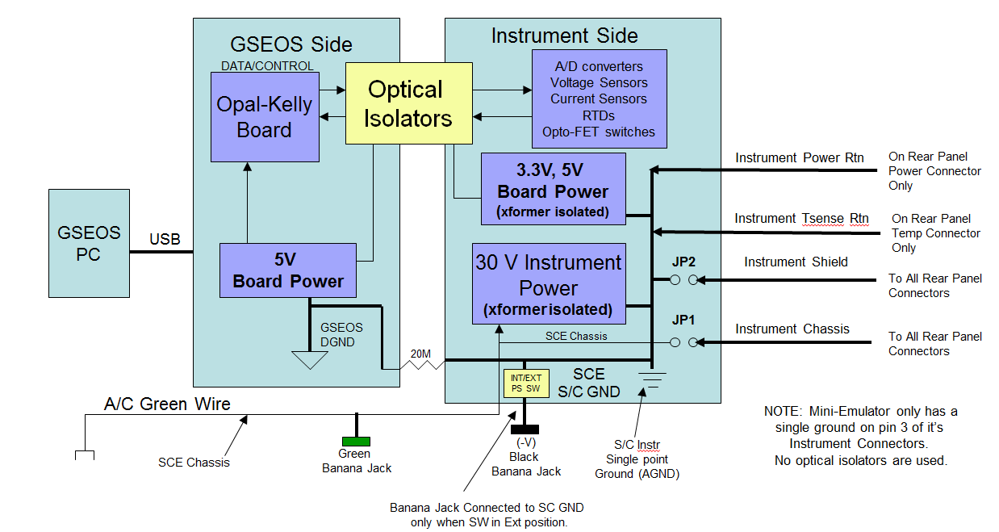 GSEOS Side
DATA/CONTROL
Opal-Kelly
Board
Optical
Isolators
Instrument Side
A/D converters
Voltage Sensors
Current Sensors
RTDs
Opto-FET switches
3.3V, 5V
Board Power
(xformer isolated)
Instrument Power Rtn
On Rear Panel
Power Connector
Only
GSEOS
PC
USB
5V
Board Power
30 V Instrument
Power
(xformer isolated)
Instrument Tsense Rtn
On Rear Panel
Temp Connector
Only
JP2
Instrument Shield
To All Rear Panel
Connectors
JP1
Instrument Chassis
To All Rear Panel
Connectors
SCE Chassis
GSEOS
DGND
20M
INT/EXT
PS SW
SCE
S/C GND
A/C Green Wire
SCE Chassis
Green
Banana Jack
(-V)
Black
Banana Jack
S/C Instr
Single point
Ground (AGND)
NOTE: Mini-Emulator only has a
single ground on pin 3 of it's
Instrument Connectors.
No optical isolators are used.
Banana Jack Connected to SC GND
only when SW in Ext position.